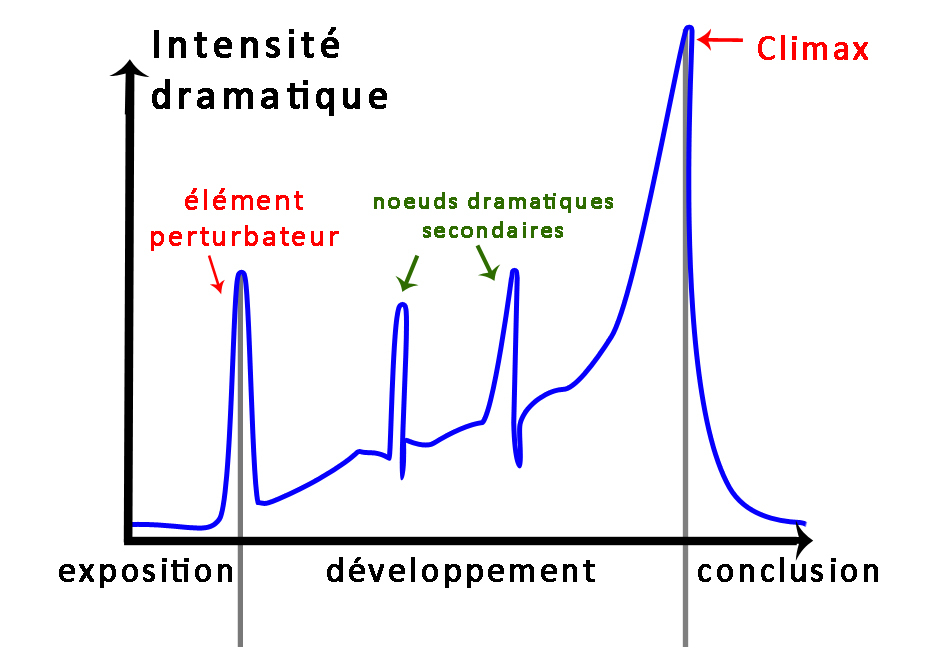 Intensité
dramatique
Climax
élément
perturbateur
noeuds dramatiques
secondaires
exposition
développement
conclusion